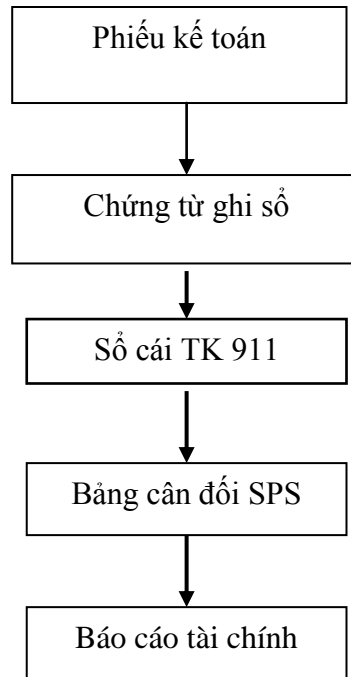 Phiếu kế toán
Chứng từ ghi sổ
Sổ cái TK 911
Bảng cân đối SPS
Báo cáo tài chính